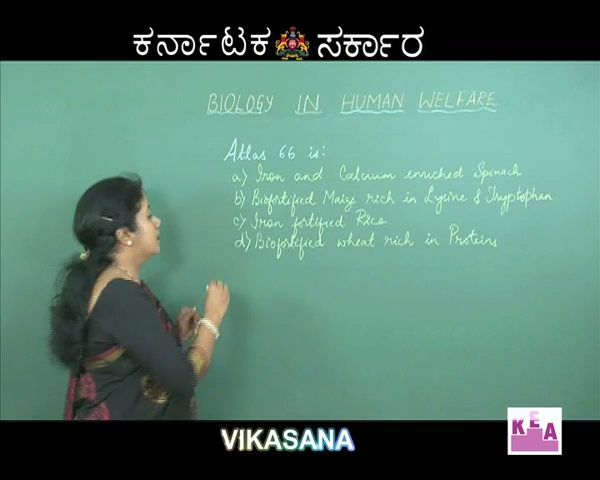 ಕರ್ನಾಟಕ ಸರ್ಕಾರ
BIOLOGY IN HUMAN WELFARE
Atlas 66 is:
a) Iron and Calcium enriched Spinach
b) Biofortified Maize rich in Lysine & Tryptophan
c) Iron fortified Rice
d) Biofortified wheat rich in Proteins
VIKASANA
KEA